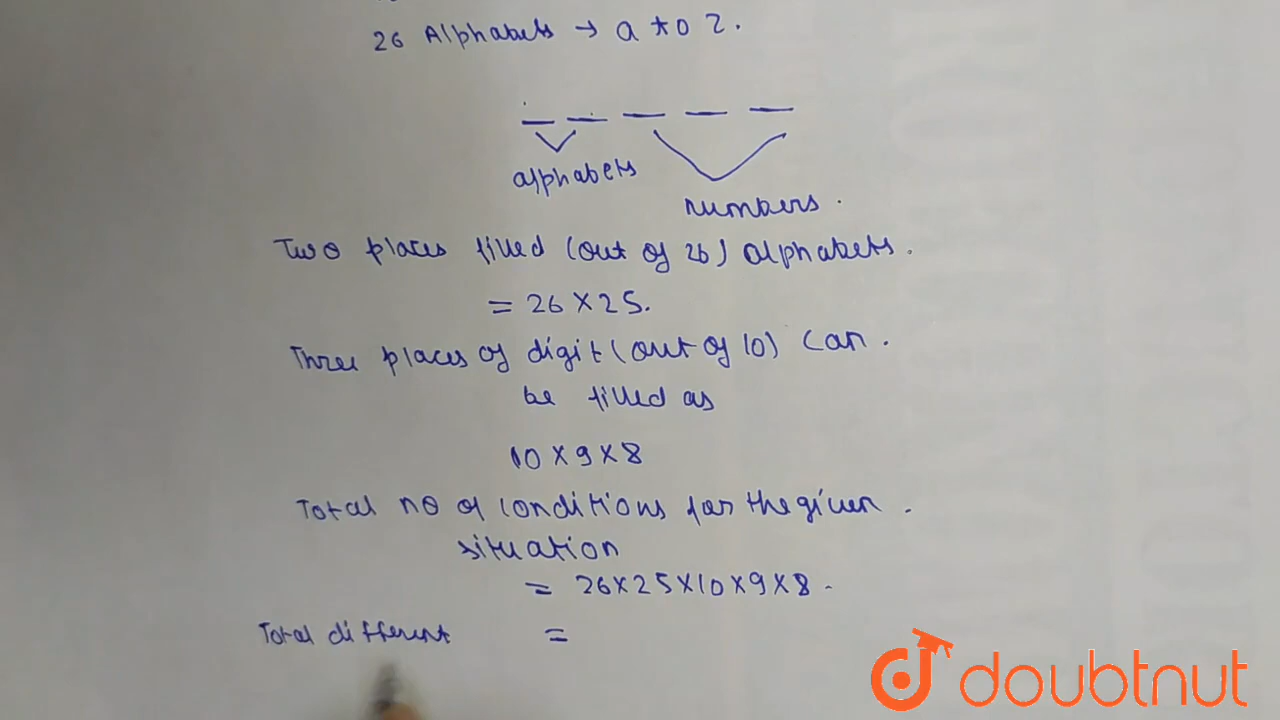 26 Alphabets → a to z.
alphabets
numbers.
Two places filled (out of 26) alphabets.
= 26 × 25.
Three places of digit (out of 10) can.
be filled as
10 × 9 × 8
Total no of conditions for the given.
situation
= 26×25×10×9×8.
Total different =
doubtnut